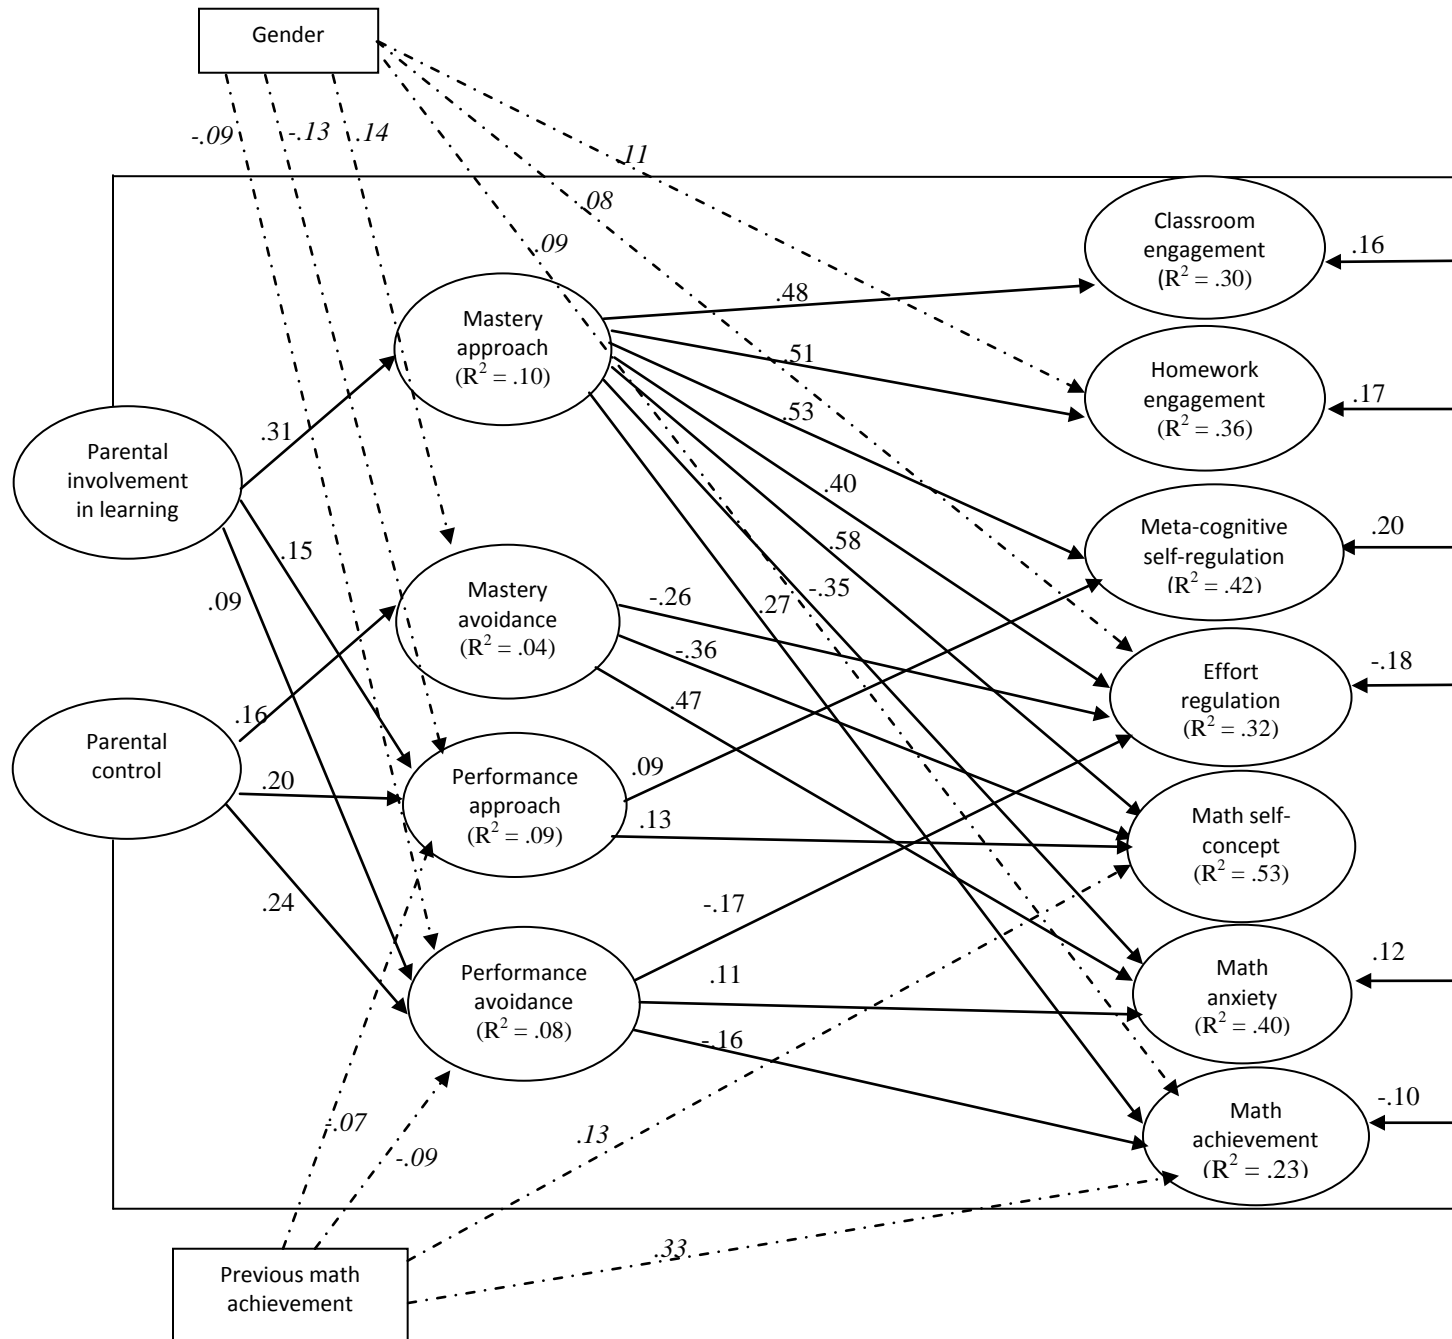 Gender
-.09
-.13
.14
.11
.08
.09
Classroom
engagement
(R² = .30)
.16
.48
Mastery
approach
(R² = .10)
.51
Homework
engagement
(R² = .36)
.17
.53
.31
Parental
involvement
in learning
.40
Meta-cognitive
self-regulation
(R² = .42)
.20
.58
.15
-.35
.27
.09
Mastery
avoidance
(R² = .04)
-.26
-.36
Effort
regulation
(R² = .32)
-.18
.47
.16
Parental
control
.20
Performance
approach
(R² = .09)
.09
.13
Math self-
concept
(R² = .53)
.24
-.17
Performance
avoidance
(R² = .08)
.11
Math
anxiety
(R² = .40)
.12
-.16
Math
achievement
(R² = .23)
-.10
-.07
-.09
.13
.33
Previous math
achievement